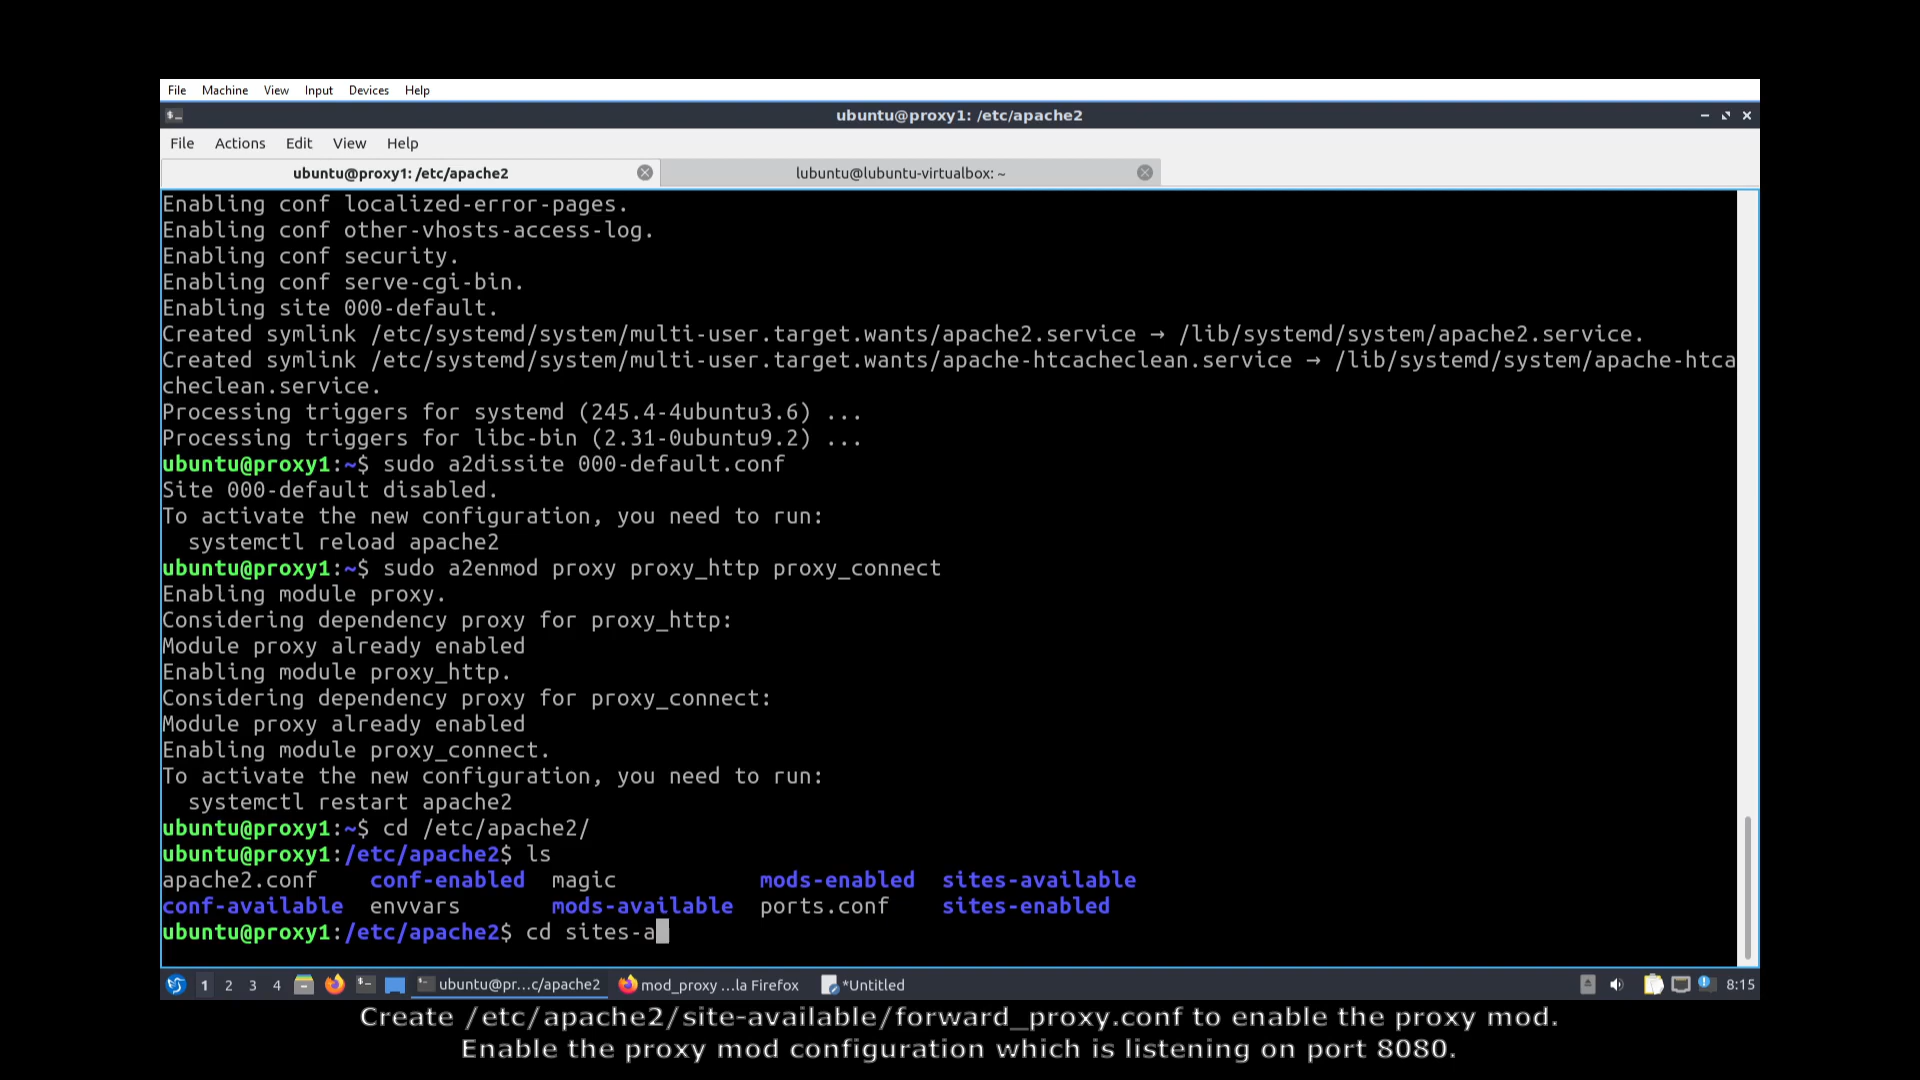 File Machine View Input Devices Help
ubuntu@proxy1: /etc/apache2
File Actions Edit View Help
ubuntu@proxy1: /etc/apache2 lubuntu@lubuntu-virtualbox: ~
Enabling conf localized-error-pages.
Enabling conf other-vhosts-access-log.
Enabling conf security.
Enabling conf serve-cgi-bin.
Enabling site 000-default.
Created symlink /etc/systemd/system/multi-user.target.wants/apache2.service → /lib/systemd/system/apache2.service.
Created symlink /etc/systemd/system/multi-user.target.wants/apache-htcacheclean.service → /lib/systemd/system/apache-htca
checlean.service.
Processing triggers for systemd (245.4-4ubuntu3.6) ...
Processing triggers for libc-bin (2.31-0ubuntu9.2) ...
ubuntu@proxy1:~$ sudo a2dissite 000-default.conf
Site 000-default disabled.
To activate the new configuration, you need to run:
  systemctl reload apache2
ubuntu@proxy1:~$ sudo a2enmod proxy proxy_http proxy_connect
Enabling module proxy.
Considering dependency proxy for proxy_http:
Module proxy already enabled
Enabling module proxy_http.
Considering dependency proxy for proxy_connect:
Module proxy already enabled
Enabling module proxy_connect.
To activate the new configuration, you need to run:
  systemctl restart apache2
ubuntu@proxy1:~$ cd /etc/apache2/
ubuntu@proxy1:/etc/apache2$ ls
apache2.conf conf-enabled magic mods-enabled sites-available
conf-available envvars mods-available ports.conf sites-enabled
ubuntu@proxy1:/etc/apache2$ cd sites-a
1 2 3 4 ubuntu@pr...c/apache2 mod_proxy ...la Firefox *Untitled 8:15
Create /etc/apache2/site-available/forward_proxy.conf to enable the proxy mod.
Enable the proxy mod configuration which is listening on port 8080.